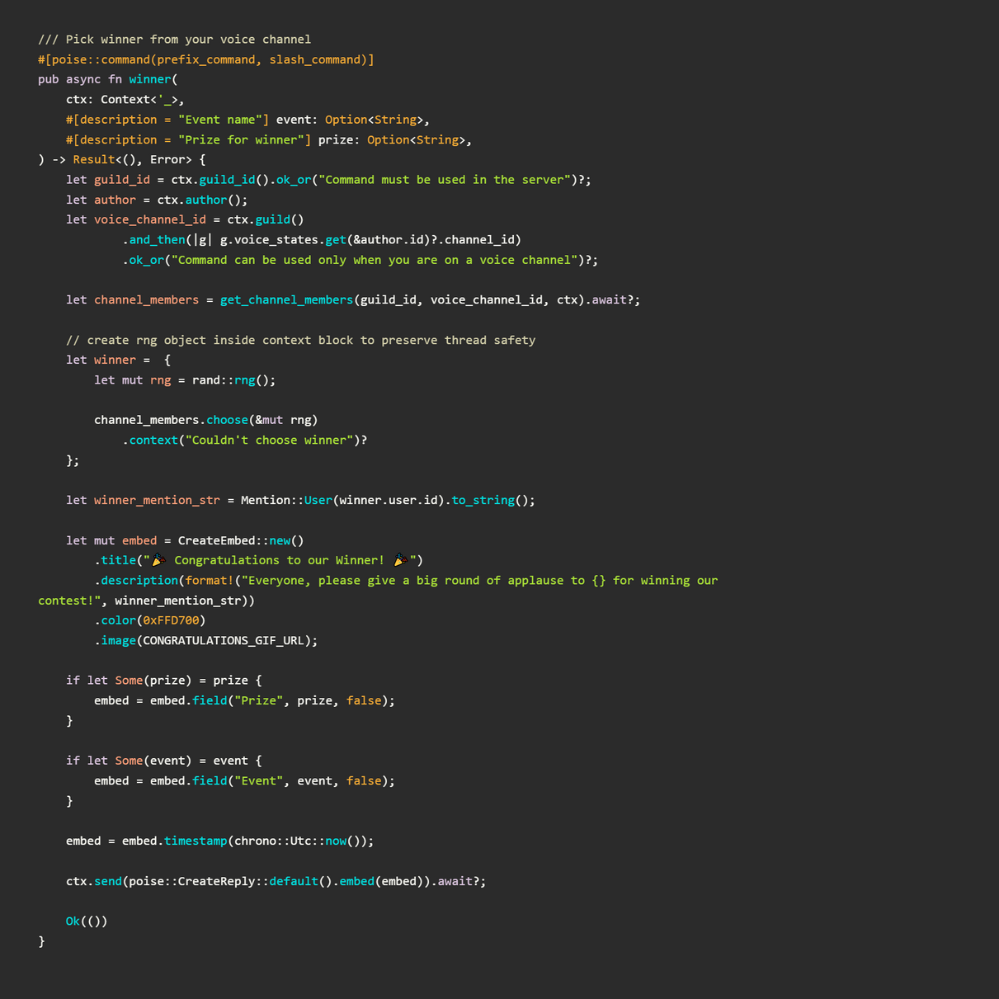 /// Pick winner from your voice channel
#[poise::command(prefix_command, slash_command)]
pub async fn winner(
    ctx: Context<'_>,
    #[description = "Event name"] event: Option<String>,
    #[description = "Prize for winner"] prize: Option<String>,
) -> Result<(), Error> {
    let guild_id = ctx.guild_id().ok_or("Command must be used in the server")?;
    let author = ctx.author();
    let voice_channel_id = ctx.guild()
            .and_then(|g| g.voice_states.get(&author.id)?.channel_id)
            .ok_or("Command can be used only when you are on a voice channel")?;

    let channel_members = get_channel_members(guild_id, voice_channel_id, ctx).await?;

    // create rng object inside context block to preserve thread safety
    let winner =  {
        let mut rng = rand::rng();

        channel_members.choose(&mut rng)
            .context("Couldn't choose winner")?
    };

    let winner_mention_str = Mention::User(winner.user.id).to_string();

    let mut embed = CreateEmbed::new()
        .title("🎉 Congratulations to our Winner! 🎉")
        .description(format!("Everyone, please give a big round of applause to {} for winning our
contest!", winner_mention_str))
        .color(0xFFD700)
        .image(CONGRATULATIONS_GIF_URL);

    if let Some(prize) = prize {
        embed = embed.field("Prize", prize, false);
    }

    if let Some(event) = event {
        embed = embed.field("Event", event, false);
    }

    embed = embed.timestamp(chrono::Utc::now());

    ctx.send(poise::CreateReply::default().embed(embed)).await?;

    Ok(())
}